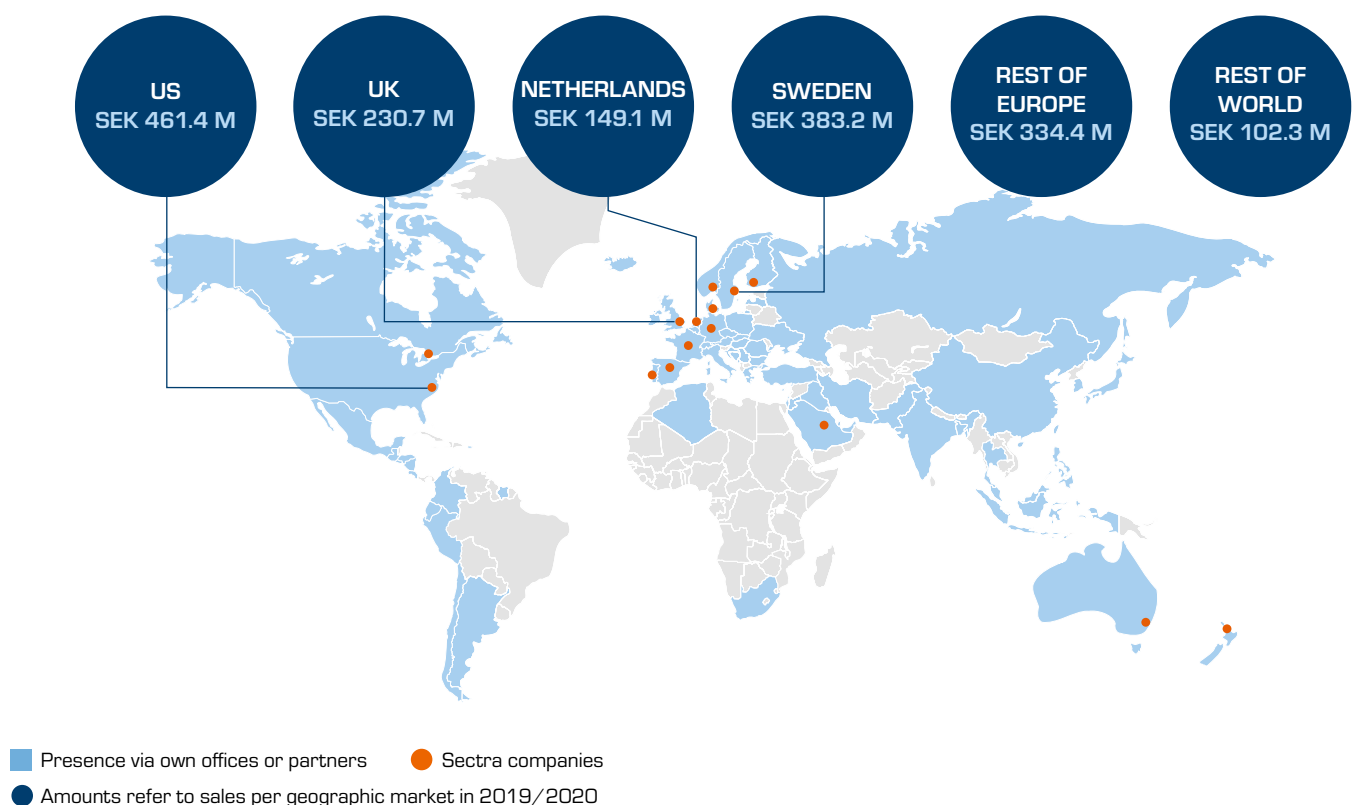 US
SEK 461.4 M
UK
SEK 230.7 M
NETHERLANDS
SEK 149.1 M
SWEDEN
SEK 383.2 M
REST OF
EUROPE
SEK 334.4 M
REST OF
WORLD
SEK 102.3 M
Presence via own offices or partners
Sectra companies
Amounts refer to sales per geographic market in 2019/2020